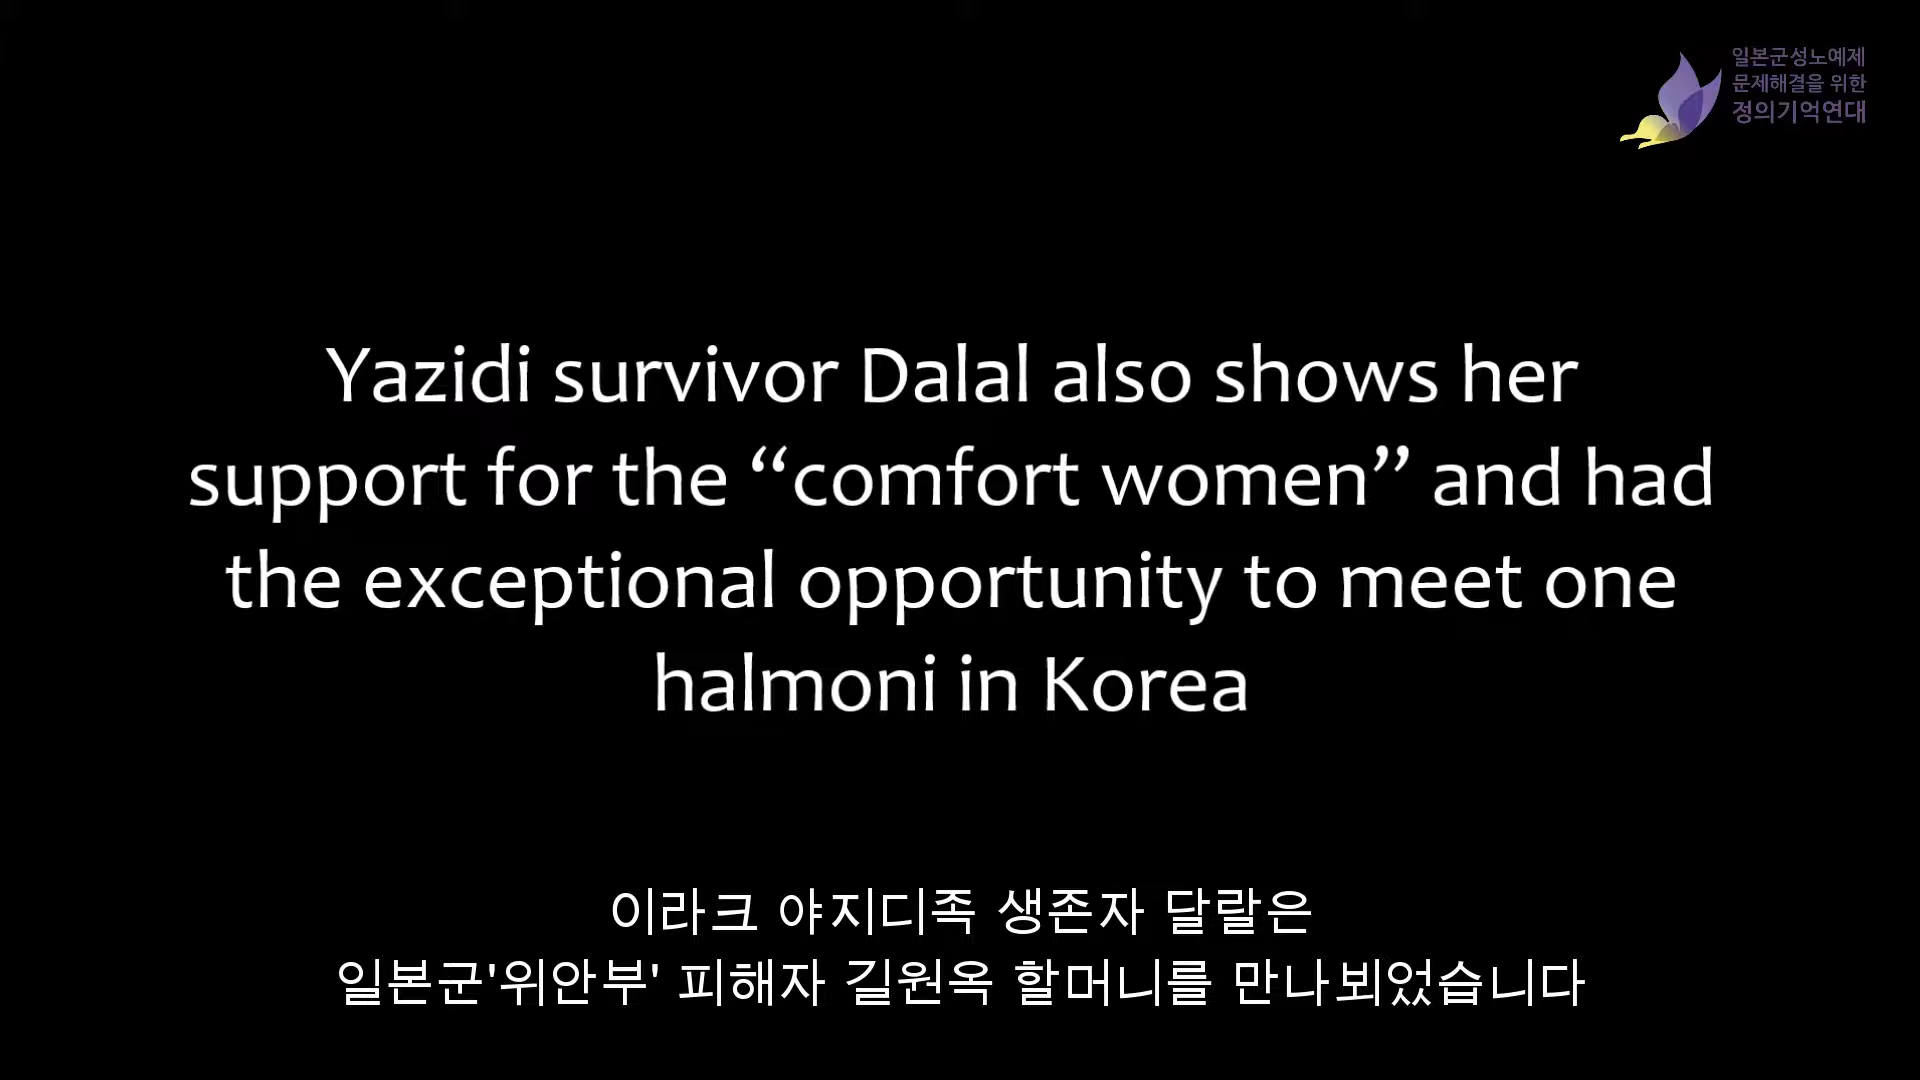 일본군성노예제
문제해결을 위한
정의기억연대
Yazidi survivor Dalal also shows her
support for the “comfort women” and had
the exceptional opportunity to meet one
halmoni in Korea
이라크 야지디족 생존자 달랄은
일본군'위안부' 피해자 길원옥 할머니를 만나뵈었습니다